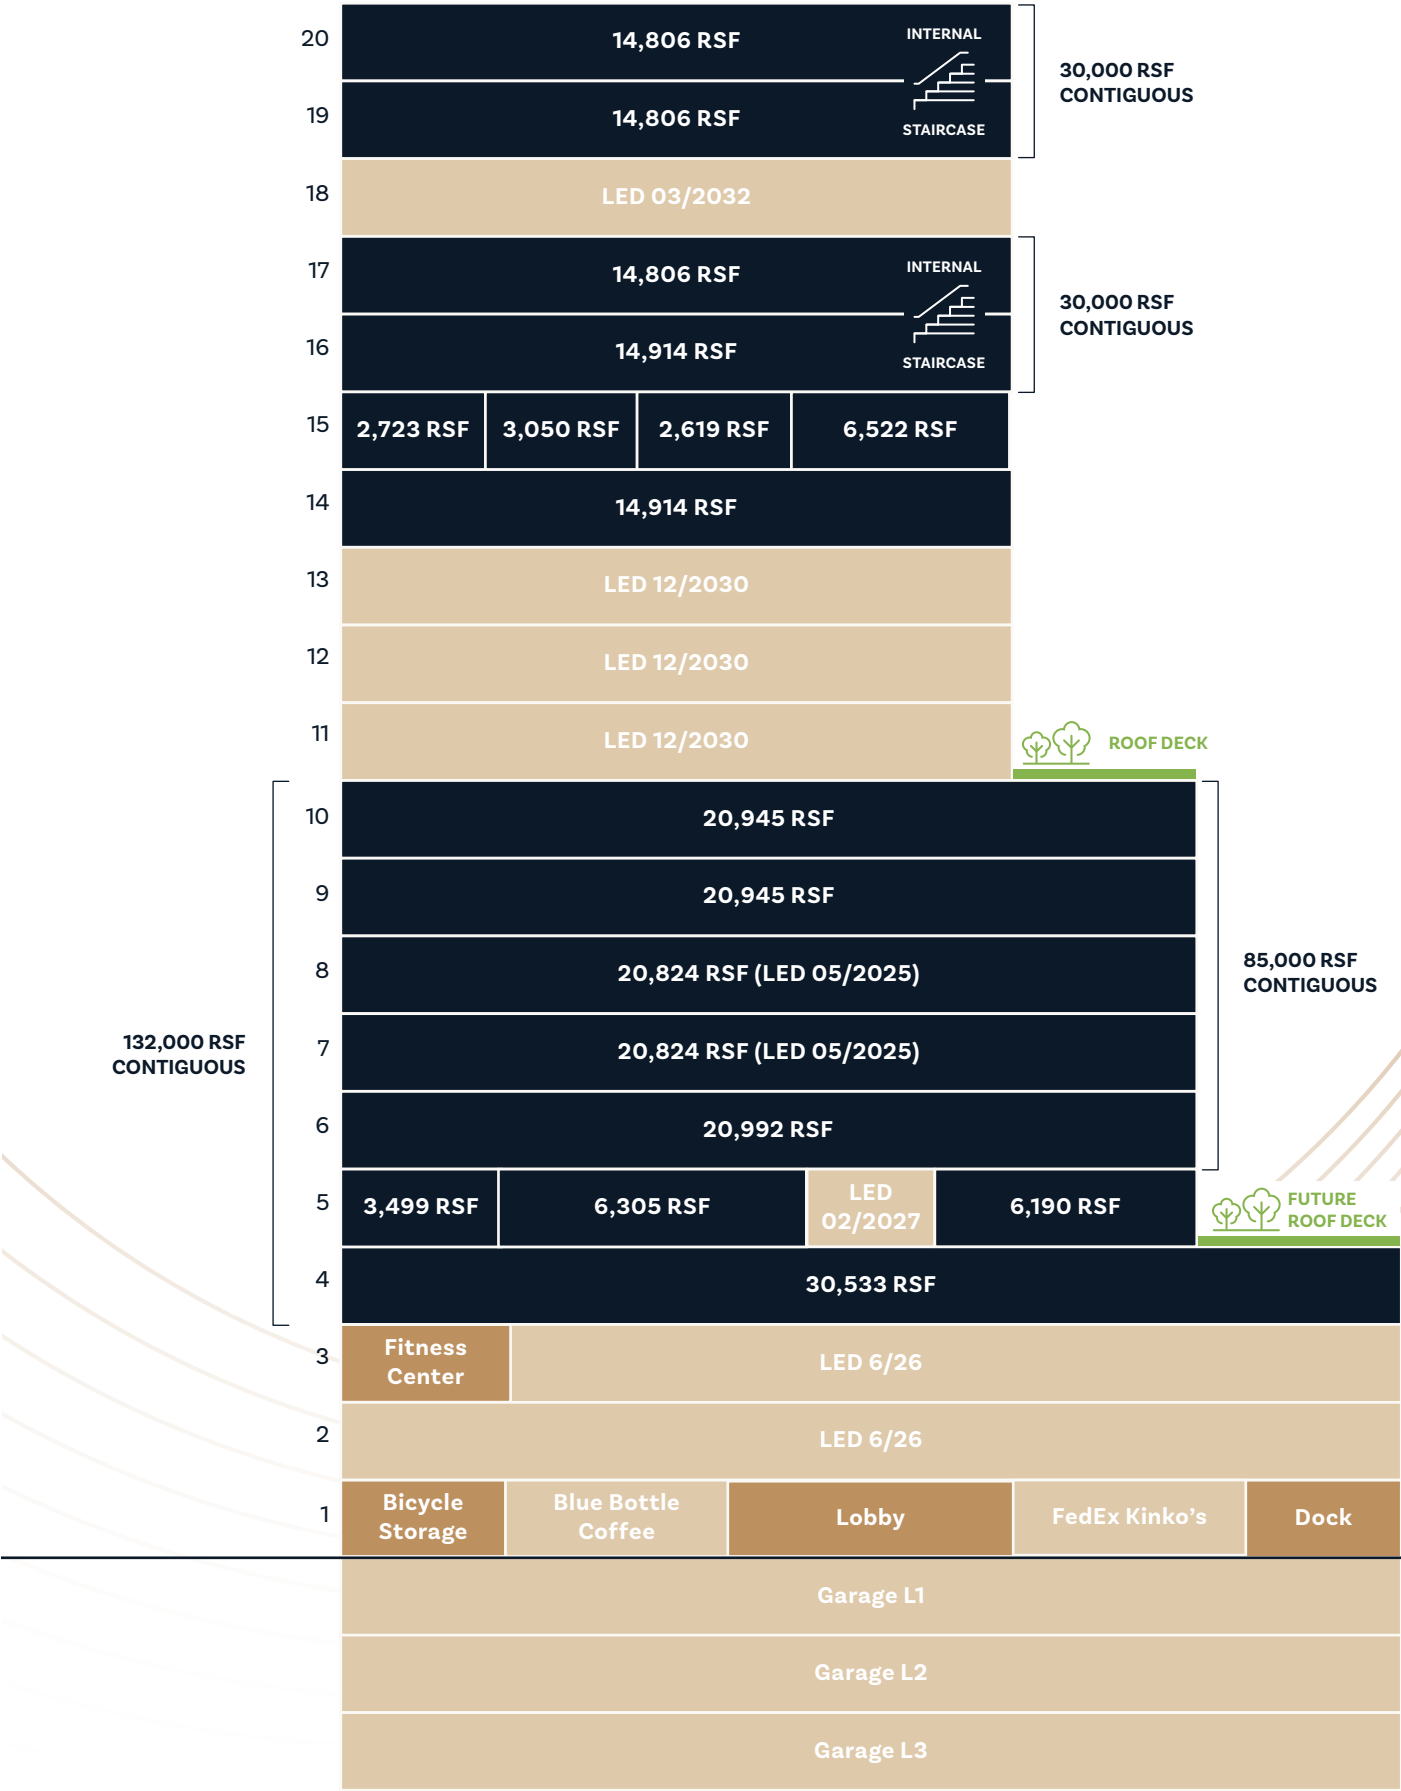 20
14,806 RSF
INTERNAL
STAIRCASE
30,000 RSF
CONTIGUOUS
19
14,806 RSF
18
LED 03/2032
17
14,806 RSF
INTERNAL
STAIRCASE
30,000 RSF
CONTIGUOUS
16
14,914 RSF
15
2,723 RSF
3,050 RSF
2,619 RSF
6,522 RSF
14
14,914 RSF
13
LED 12/2030
12
LED 12/2030
11
LED 12/2030
ROOF DECK
10
20,945 RSF
9
20,945 RSF
8
20,824 RSF (LED 05/2025)
85,000 RSF
CONTIGUOUS
132,000 RSF
CONTIGUOUS
7
20,824 RSF (LED 05/2025)
6
20,992 RSF
5
3,499 RSF
6,305 RSF
LED
02/2027
6,190 RSF
FUTURE
ROOF DECK
4
30,533 RSF
3
Fitness
Center
LED 6/26
2
LED 6/26
1
Bicycle
Storage
Blue Bottle
Coffee
Lobby
FedEx Kinko's
Dock
Garage L1
Garage L2
Garage L3